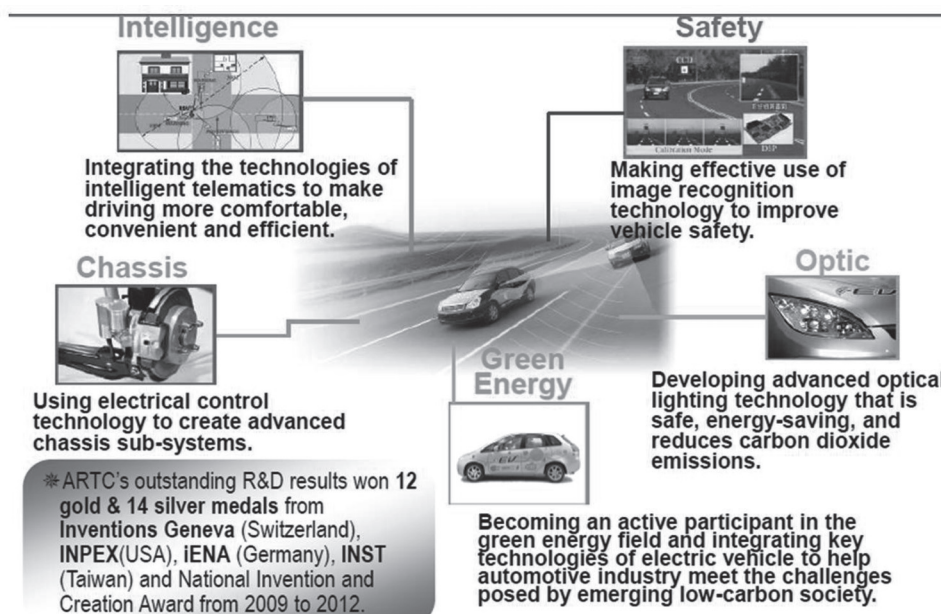 Intelligence
Integrating the technologies of
intelligent telematics to make
driving more comfortable,
convenient and efficient.
Safety
Calibration Mode
DSP
Making effective use of
image recognition
technology to improve
vehicle safety.
Chassis
Using electrical control
technology to create advanced
chassis sub-systems.
Optic
Developing advanced optical
lighting technology that is
safe, energy-saving, and
reduces carbon dioxide
emissions.
Green
Energy
EV
Becoming an active participant in the
green energy field and integrating key
technologies of electric vehicle to help
automotive industry meet the challenges
posed by emerging low-carbon society.
※ARTC's outstanding R&D results won 12
gold & 14 silver medals from
Inventions Geneva (Switzerland),
INPEX(USA), iENA (Germany), INST
(Taiwan) and National Invention and
Creation Award from 2009 to 2012.